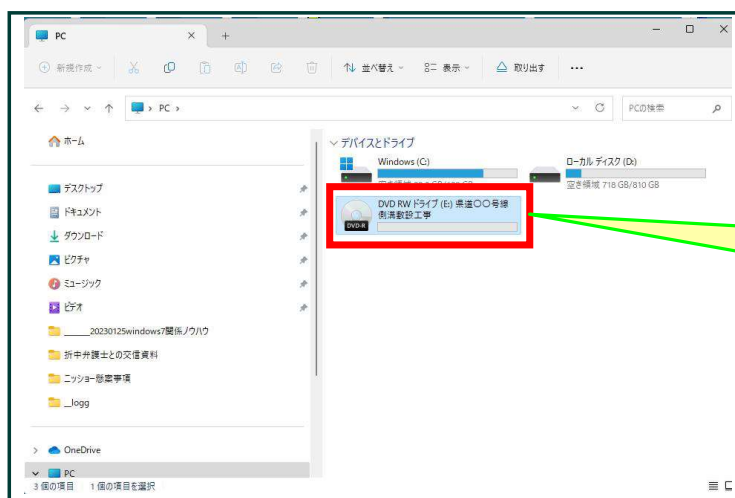 PC
新規作成
並べ替え
表示
取り出す
PC
PCの検索
ホーム
デスクトップ
ドキュメント
ダウンロード
ピクチャ
ミュージック
ビデオ
______20230125windows7関係ノウハウ
折中弁護士との交信資料
ニッショー懸案事項
__logg
OneDrive
PC
デバイスとドライブ
Windows (C:)
ローカル ディスク (D:)
空き領域 718 GB/810 GB
DVD RW ドライブ (E:) 県道〇〇号線
側溝敷設工事
DVD-R
3 個の項目 1 個の項目を選択